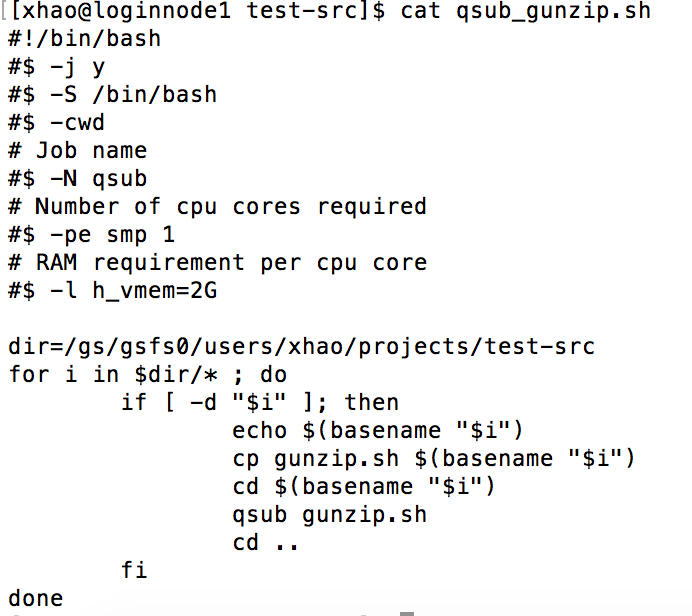 [[xhao@loginnode1 test-src]$ cat qsub_gunzip.sh
#!/bin/bash
#$ -j y
#$ -S /bin/bash
#$ -cwd
# Job name
#$ -N qsub
# Number of cpu cores required
#$ -pe smp 1
# RAM requirement per cpu core
#$ -l h_vmem=2G

dir=/gs/gsfs0/users/xhao/projects/test-src
for i in $dir/* ; do
        if [ -d "$i" ]; then
                echo $(basename "$i")
                cp gunzip.sh $(basename "$i")
                cd $(basename "$i")
                qsub gunzip.sh
                cd ..
        fi
done